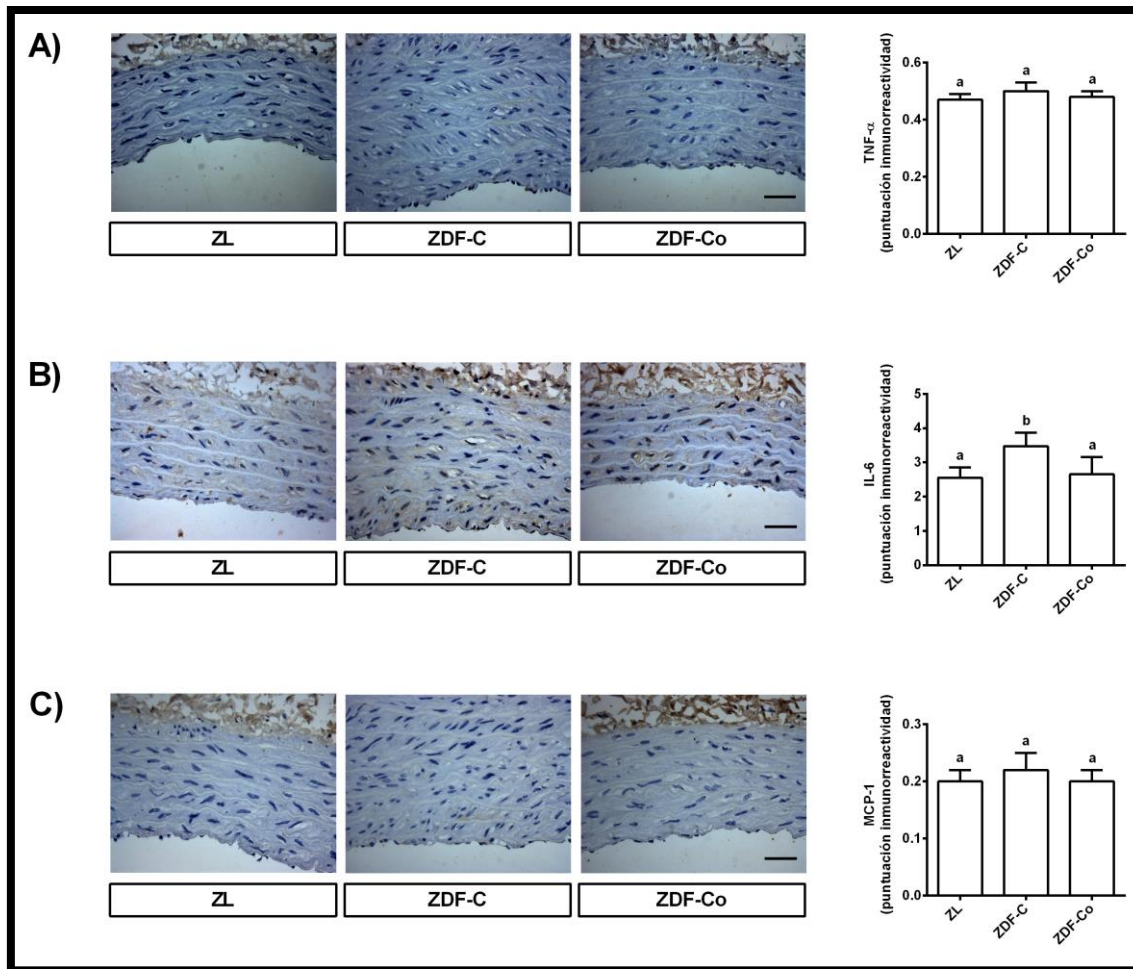 A)
ZL
ZDF-C
ZDF-Co
TNF-α
(puntuación inmunorreactividad)
0.6
0.4
0.2
0.0
a
a
a
ZL
ZDF-C
ZDF-Co
B)
ZL
ZDF-C
ZDF-Co
IL-6
(puntuación inmunorreactividad)
5
4
3
2
1
0
a
b
a
ZL
ZDF-C
ZDF-Co
C)
ZL
ZDF-C
ZDF-Co
MCP-1
(puntuación inmunorreactividad)
0.3
0.2
0.1
0.0
a
a
a
ZL
ZDF-C
ZDF-Co